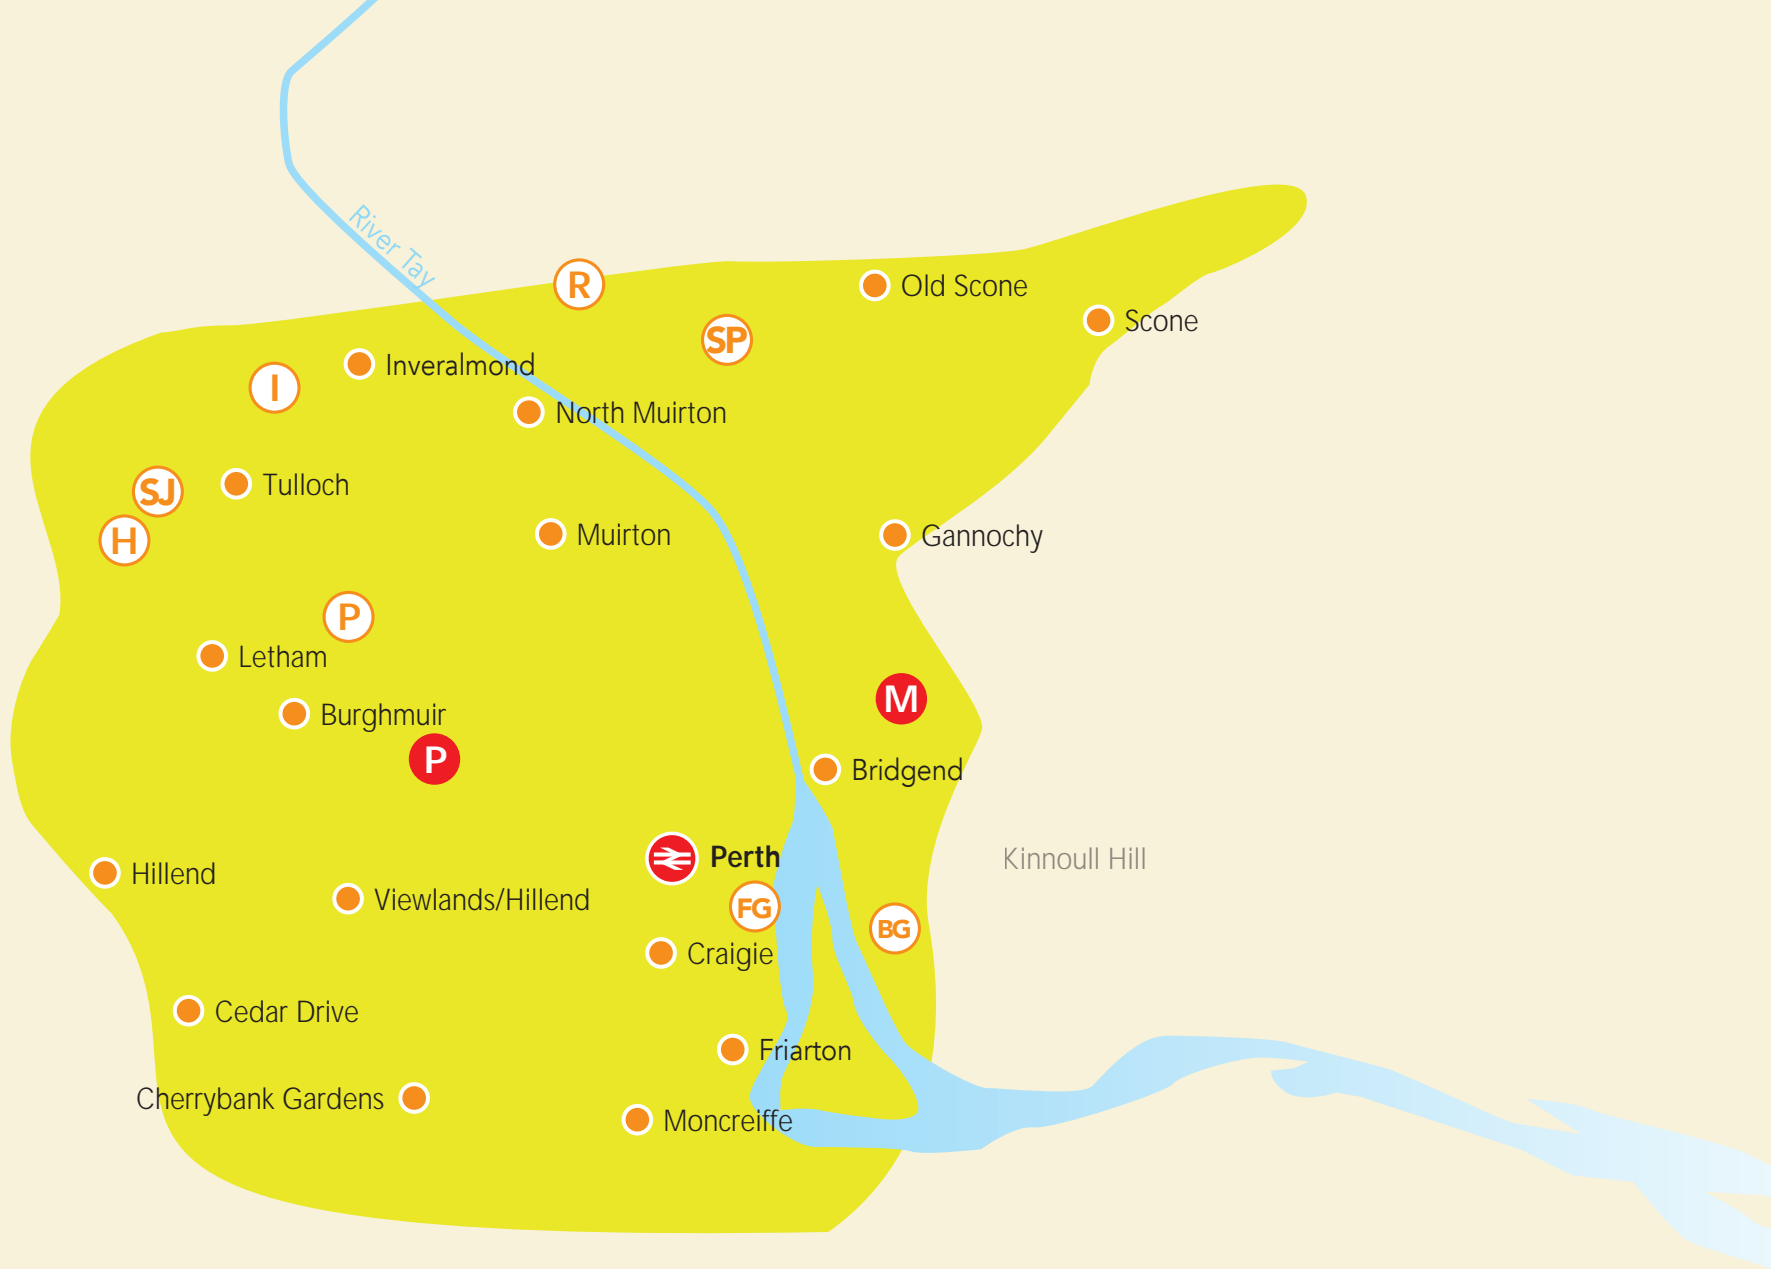 River Tay
R
Old Scone
Scone
SP
Inveralmond
I
North Muirton
Tulloch
SJ
H
Muirton
Gannochy
P
Letham
M
Burghmuir
P
Bridgend
Perth
Kinnoull Hill
Hillend
Viewlands/Hillend
FG
BG
Craigie
Cedar Drive
Friarton
Cherrybank Gardens
Moncreiffe